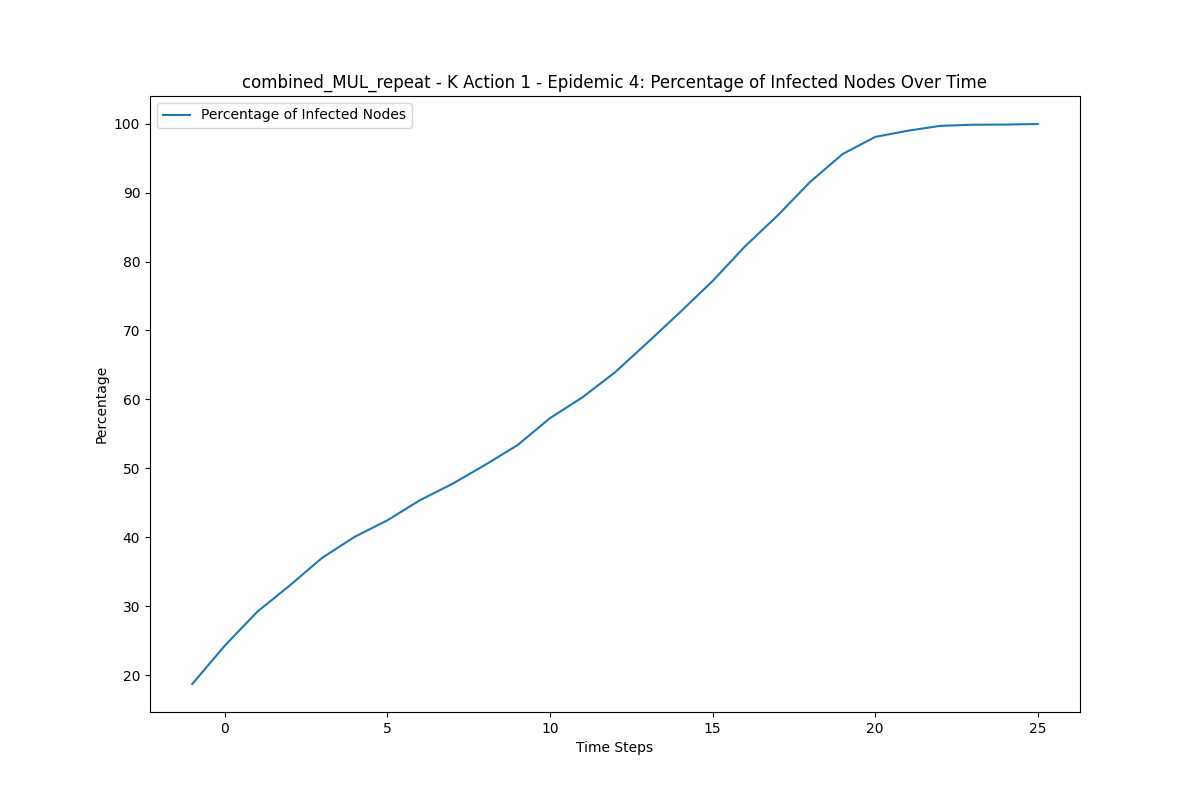 combined_MUL_repeat - K Action 1 - Epidemic 4: Percentage of Infected Nodes Over Time
Percentage of Infected Nodes
100
90
80
70
60
50
40
30
20
Percentage
0 5 10 15 20 25
Time Steps